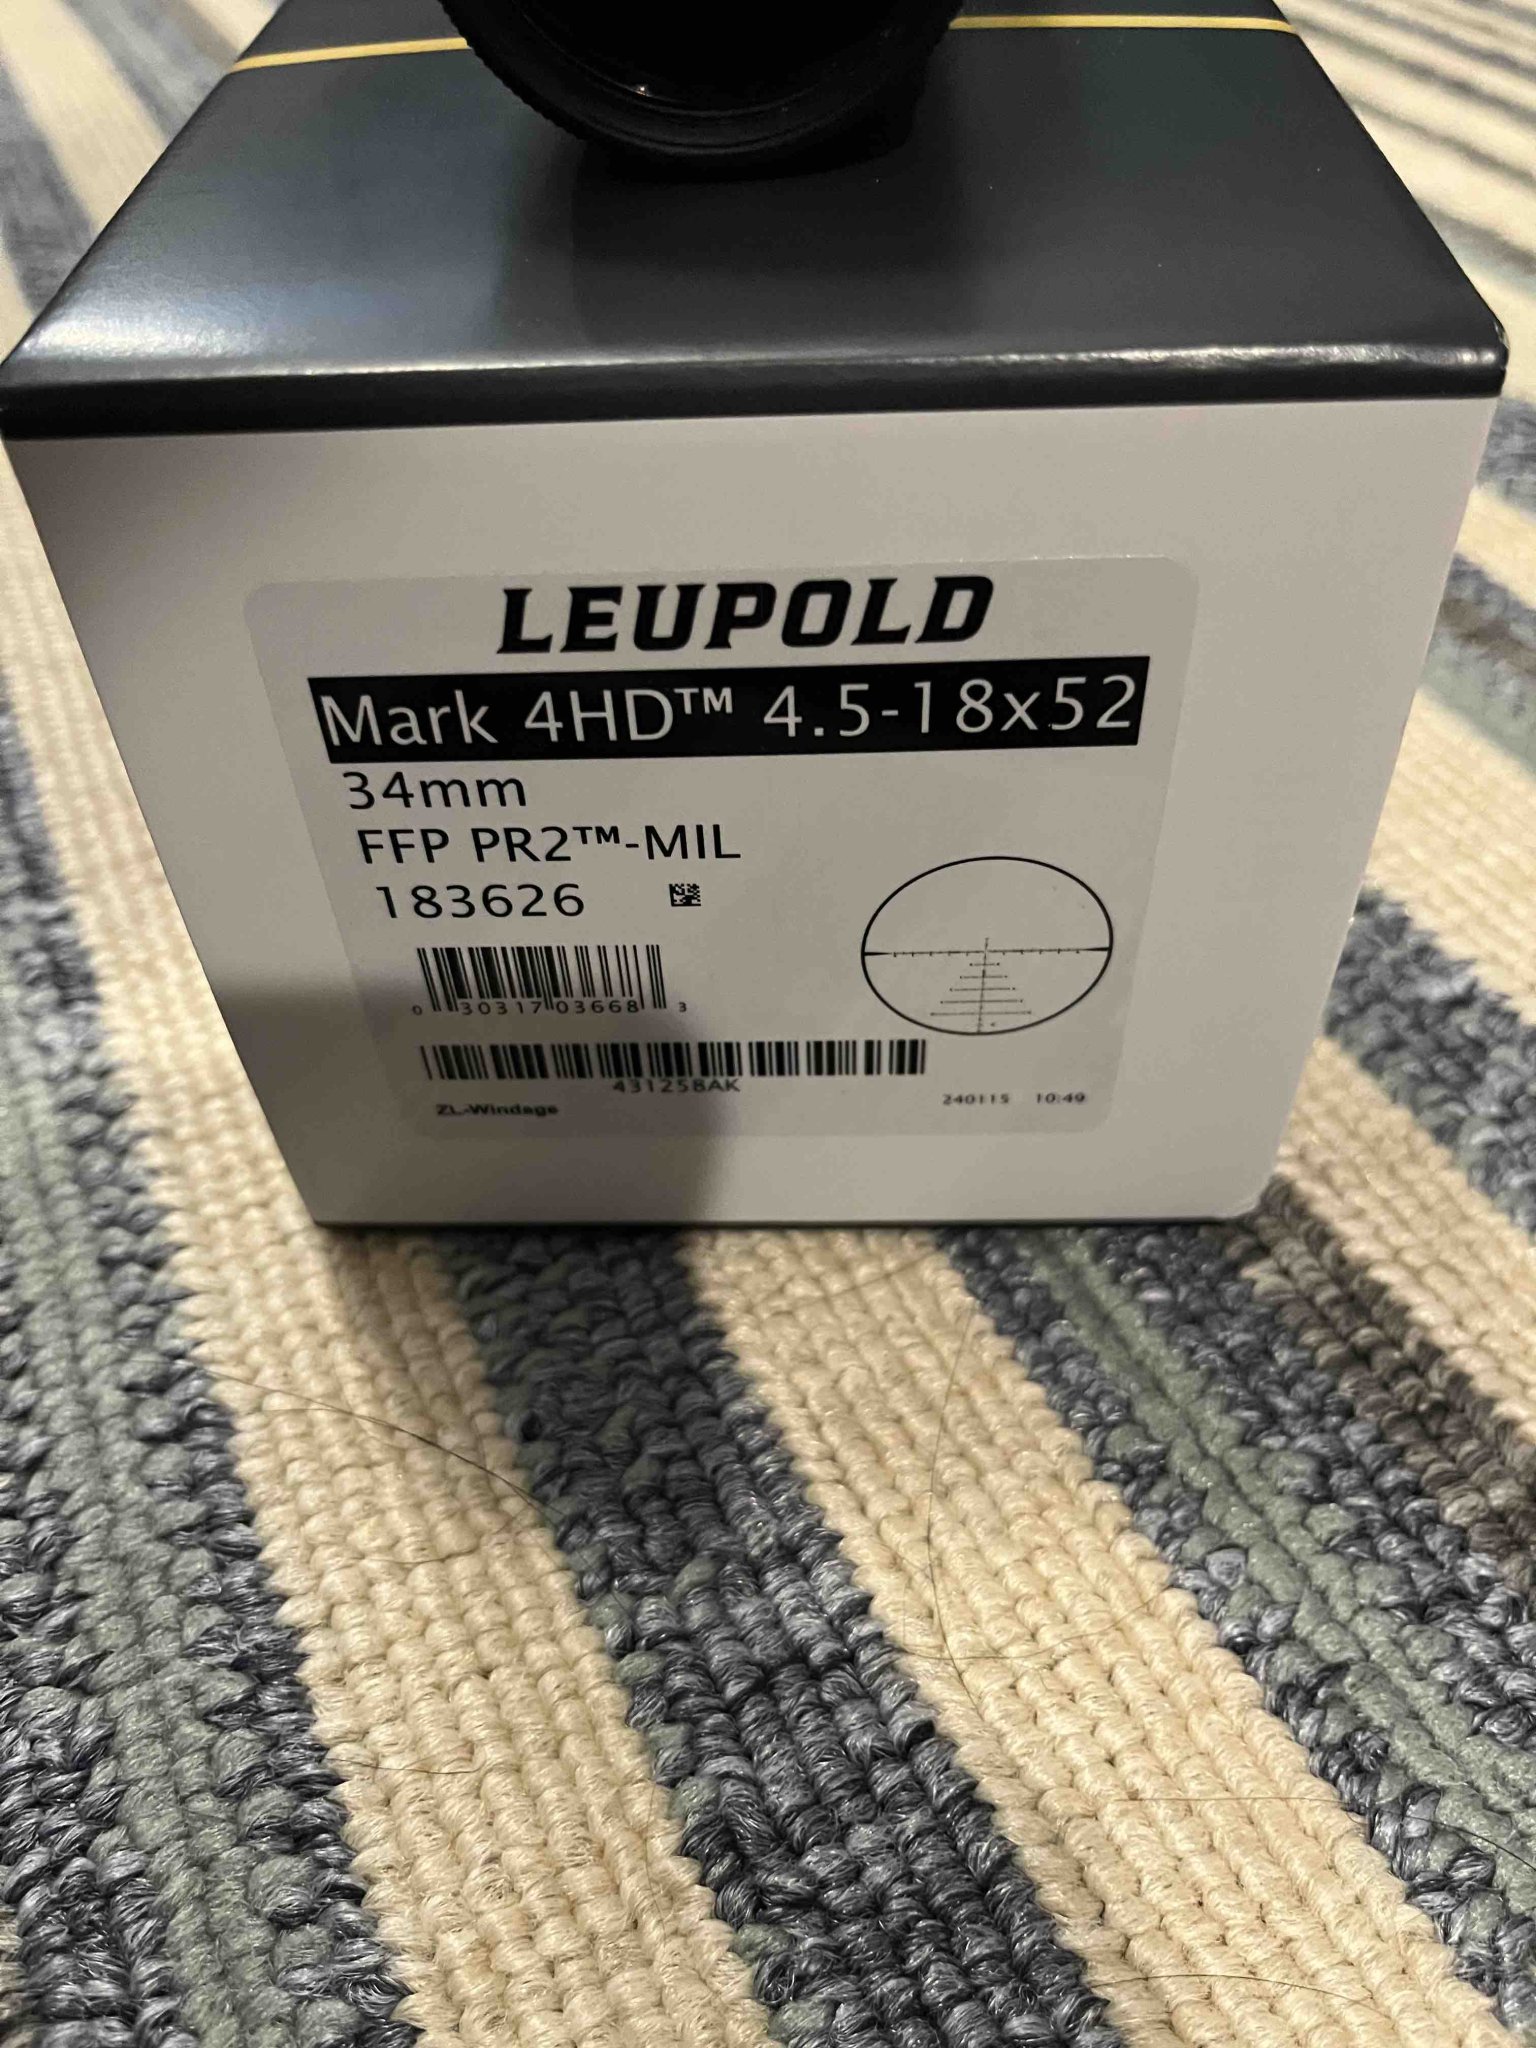 LEUPOLD
Mark 4HD™ 4.5-18x52
34mm
FFP PR2™-MIL
183626
0 30317 03668 3
431258AK
ZL-Windage
240115 10:49